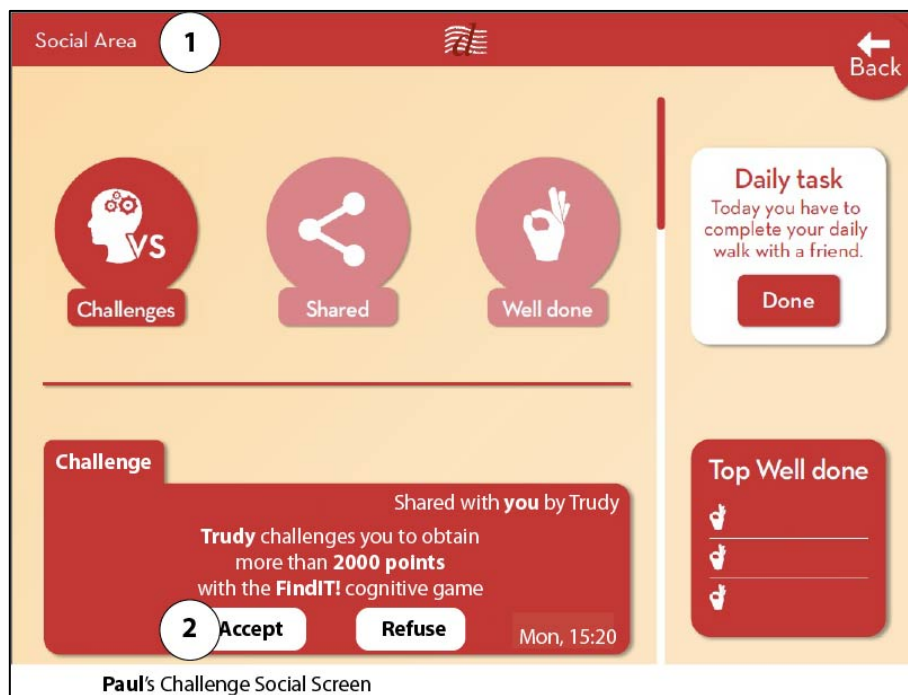 Social Area
1
Back
VS
Challenges
Shared
Well done
Daily task
Today you have to
complete your daily
walk with a friend.
Done
Challenge
Shared with you by Trudy
Trudy challenges you to obtain
more than 2000 points
with the FindIT! cognitive game
2
Accept
Refuse
Mon, 15:20
Top Well done
Paul's Challenge Social Screen